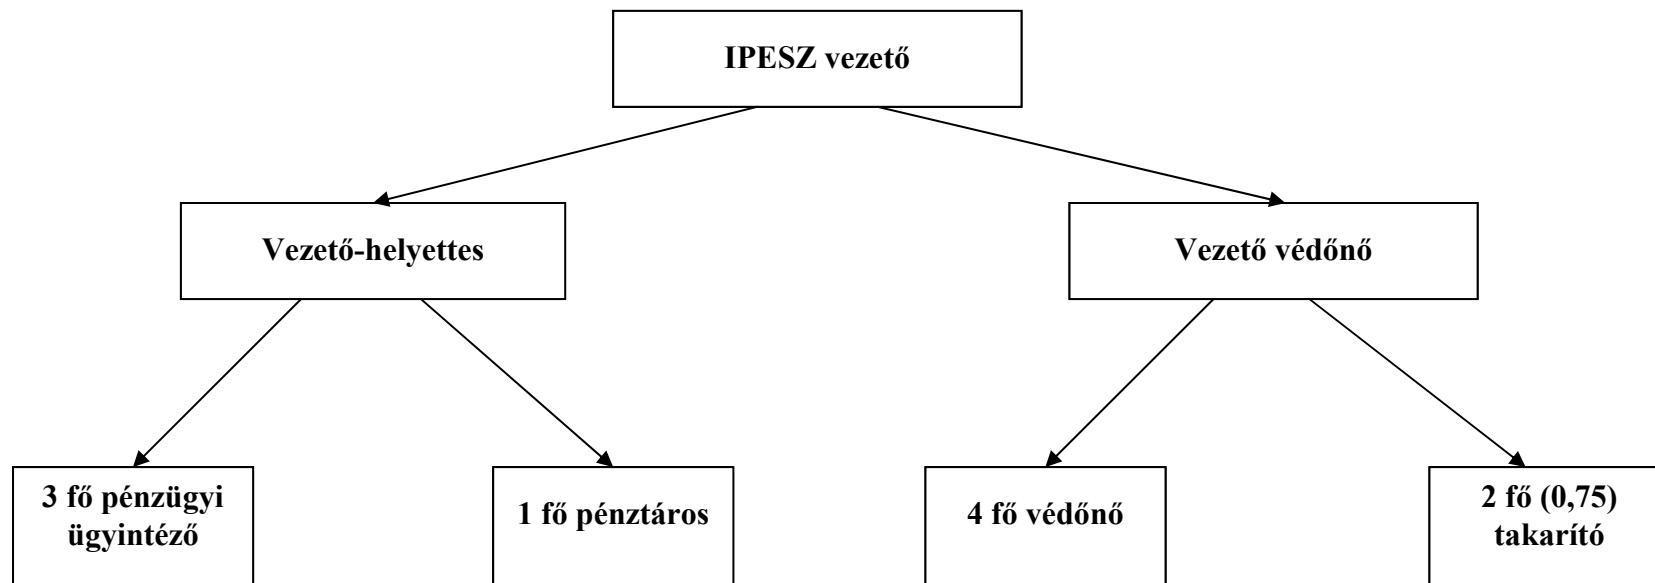 IPESZ vezető
Vezető-helyettes
Vezető védőnő
3 fő pénzügyi
ügyintéző
1 fő pénztáros
4 fő védőnő
2 fő (0,75)
takarító